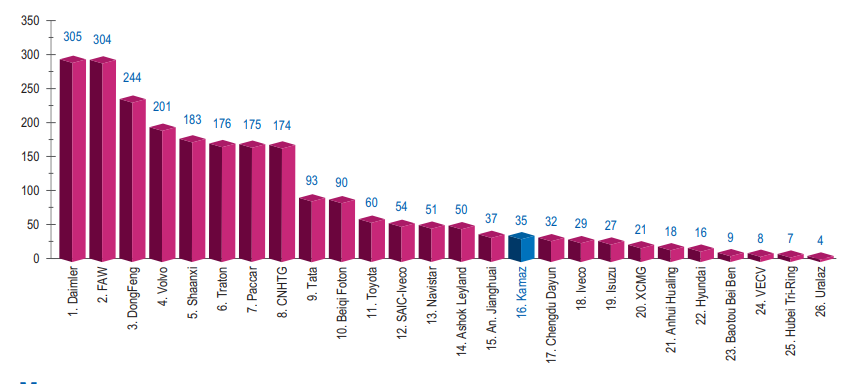 350
300
250
200
150
100
50
0
305
304
244
201
183
176
175
174
93
90
60
54
51
50
37
35
32
29
27
21
18
16
9
8
7
4
1. Daimler
2. FAW
3. DongFeng
4. Volvo
5. Shaanxi
6. Traton
7. Paccar
8. CNHTG
9. Tata
10. Beiqi Foton
11. Toyota
12. SAIC-Iveco
13. Navistar
14. Ashok Leyland
15. An. Jianghuai
16. Kamaz
17. Chengdu Dayun
18. Iveco
19. Isuzu
20. XCMG
21. Anhui Hualing
22. Hyundai
23. Baotou Bei Ben
24. VECV
25. Hubei Tri-Ring
26. Uralaz